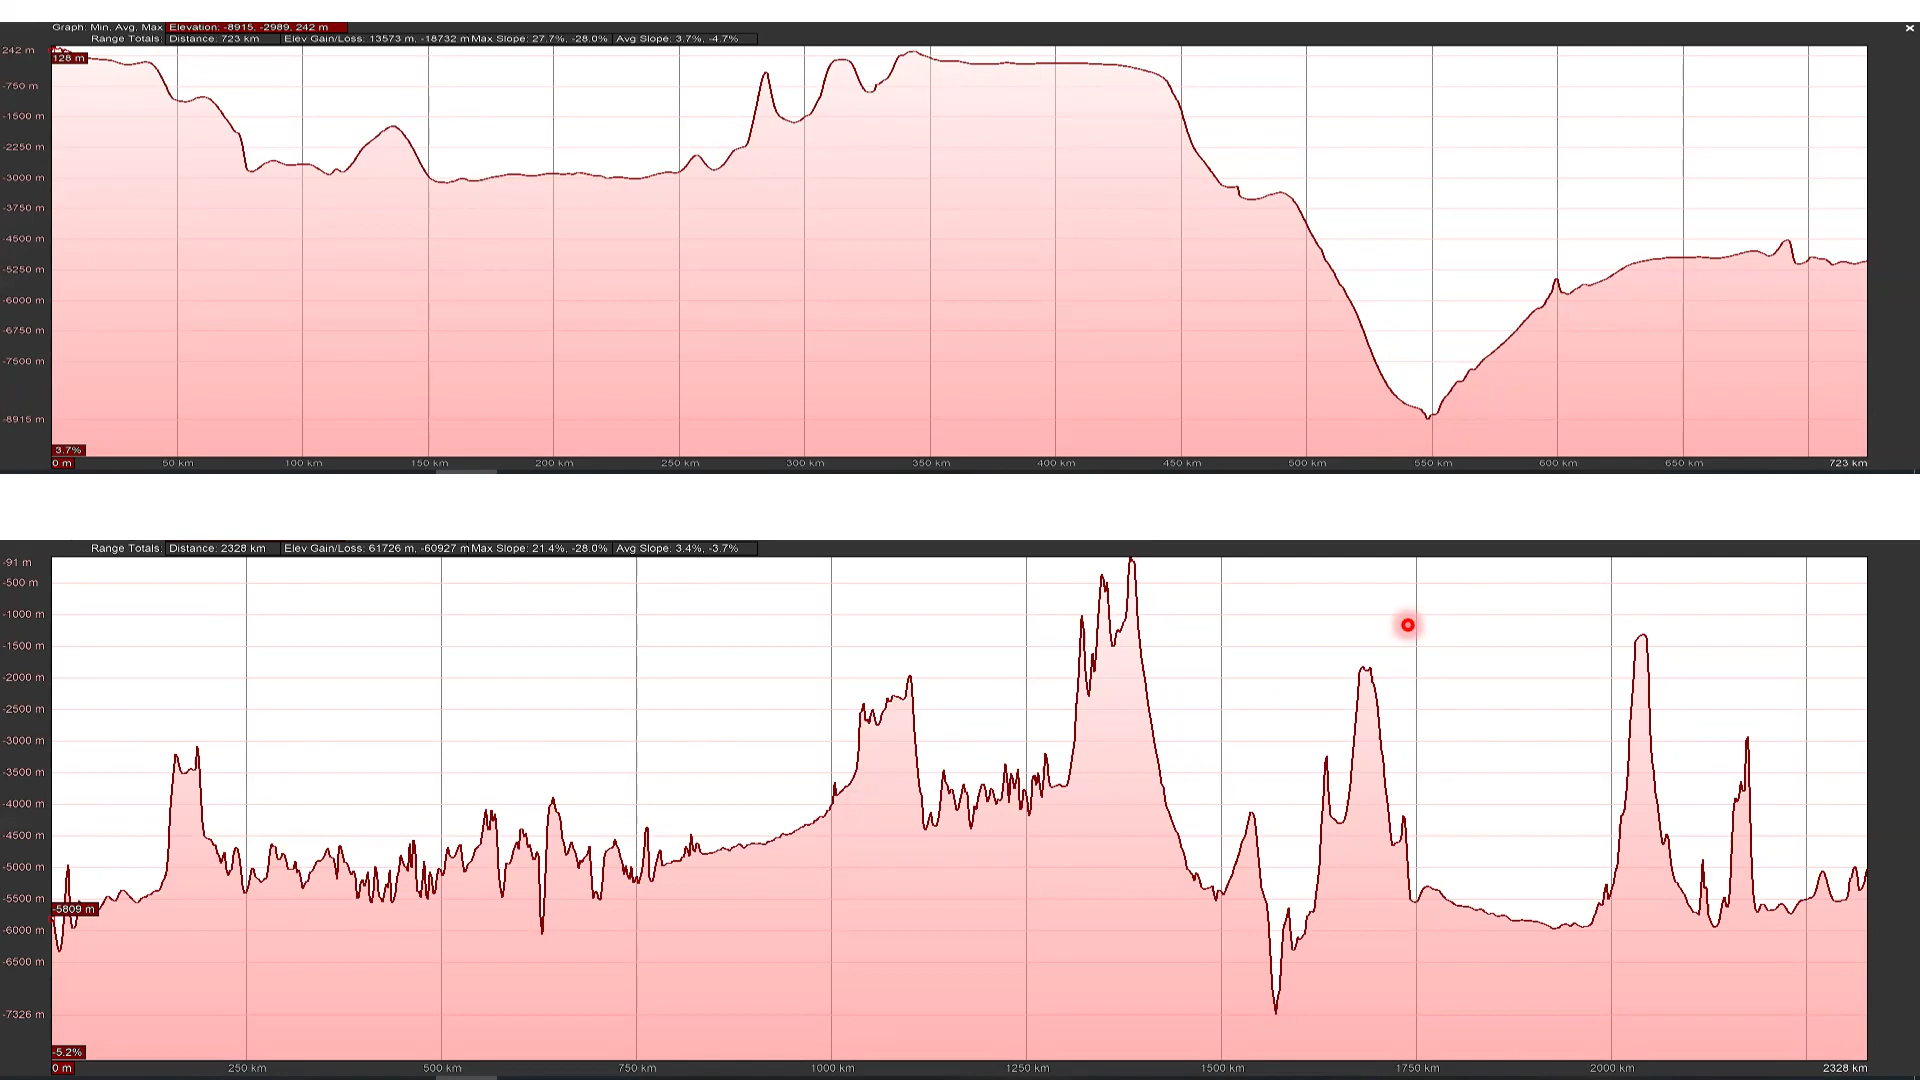 Graph: Min, Avg, Max Elevation: -8915, -2989, 242 m
Range Totals: Distance: 723 km Elev Gain/Loss: 13573 m, -18732 m Max Slope: 27.7%, -28.0% Avg Slope: 3.7%, -4.7%
242 m
128 m
-750 m
-1500 m
-2250 m
-3000 m
-3750 m
-4500 m
-5250 m
-6000 m
-6750 m
-7500 m
-8915 m
3.7%
0 m 50 km 100 km 150 km 200 km 250 km 300 km 350 km 400 km 450 km 500 km 550 km 600 km 650 km 723 km
Range Totals: Distance: 2328 km Elev Gain/Loss: 61726 m, -60927 m Max Slope: 21.4%, -28.0% Avg Slope: 3.4%, -3.7%
-91 m
-500 m
-1000 m
-1500 m
-2000 m
-2500 m
-3000 m
-3500 m
-4000 m
-4500 m
-5000 m
-5500 m
-5809 m
-6000 m
-6500 m
-7326 m
-5.2%
0 m 250 km 500 km 750 km 1000 km 1250 km 1500 km 1750 km 2000 km 2328 km